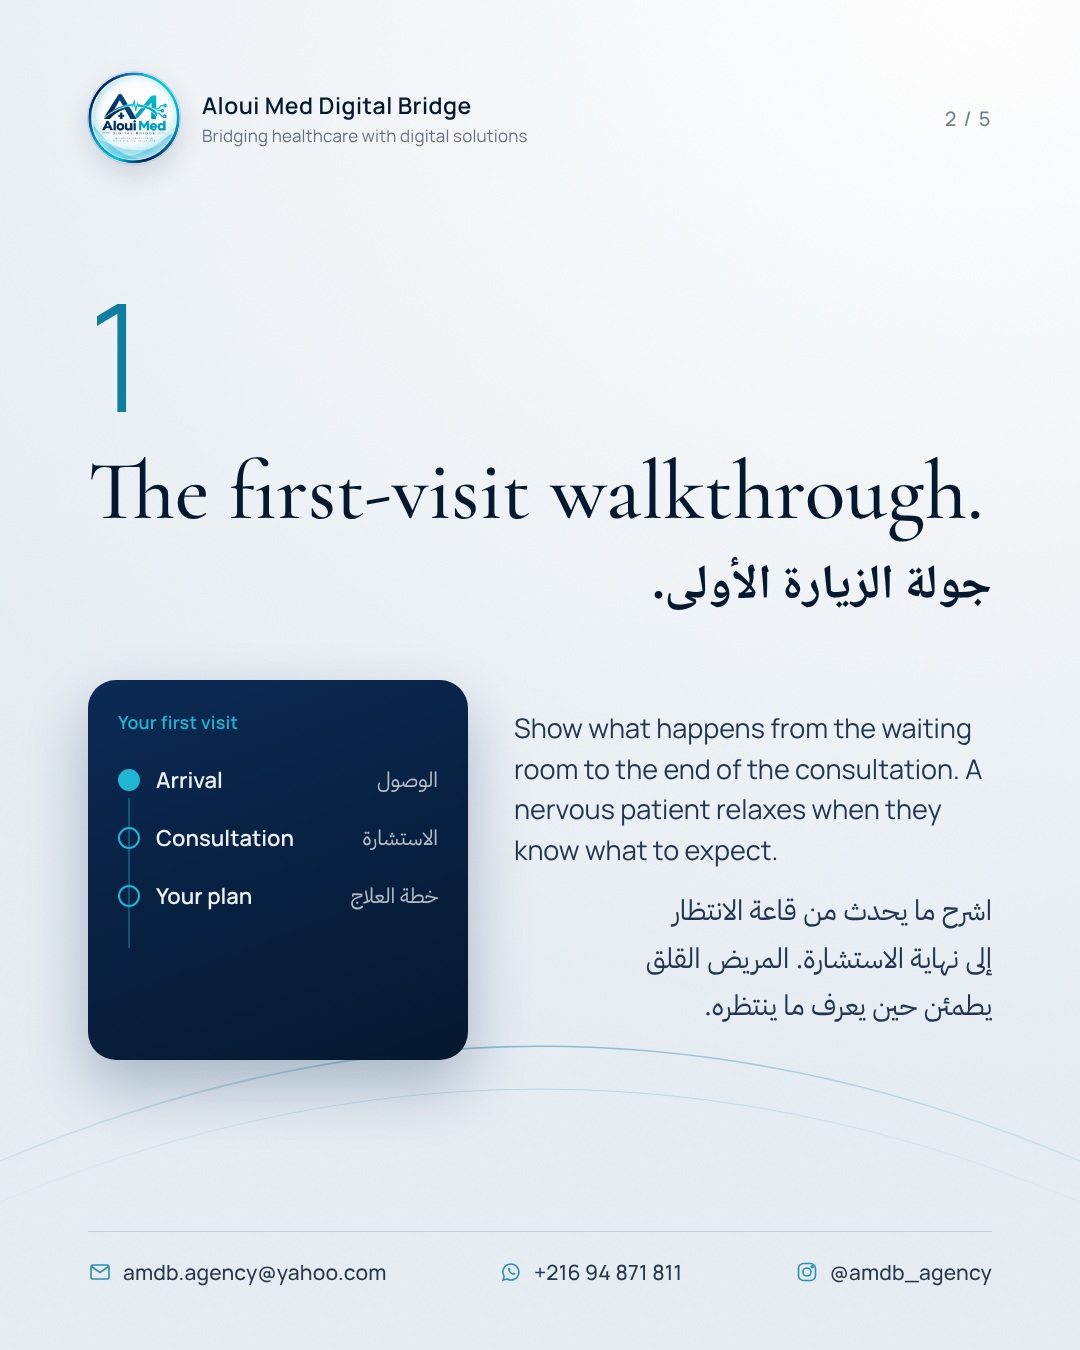 Aloui Med
DIGITAL BRIDGE
Aloui Med Digital Bridge
Bridging healthcare with digital solutions
2 / 5
1
The first-visit walkthrough.
جولة الزيارة الأولى.
Your first visit
Arrival الوصول
Consultation الاستشارة
Your plan خطة العلاج
Show what happens from the waiting
room to the end of the consultation. A
nervous patient relaxes when they
know what to expect.
اشرح ما يحدث من قاعة الانتظار
إلى نهاية الاستشارة. المريض القلق
يطمئن حين يعرف ما ينتظره.
amdb.agency@yahoo.com
+216 94 871 811
@amdb_agency